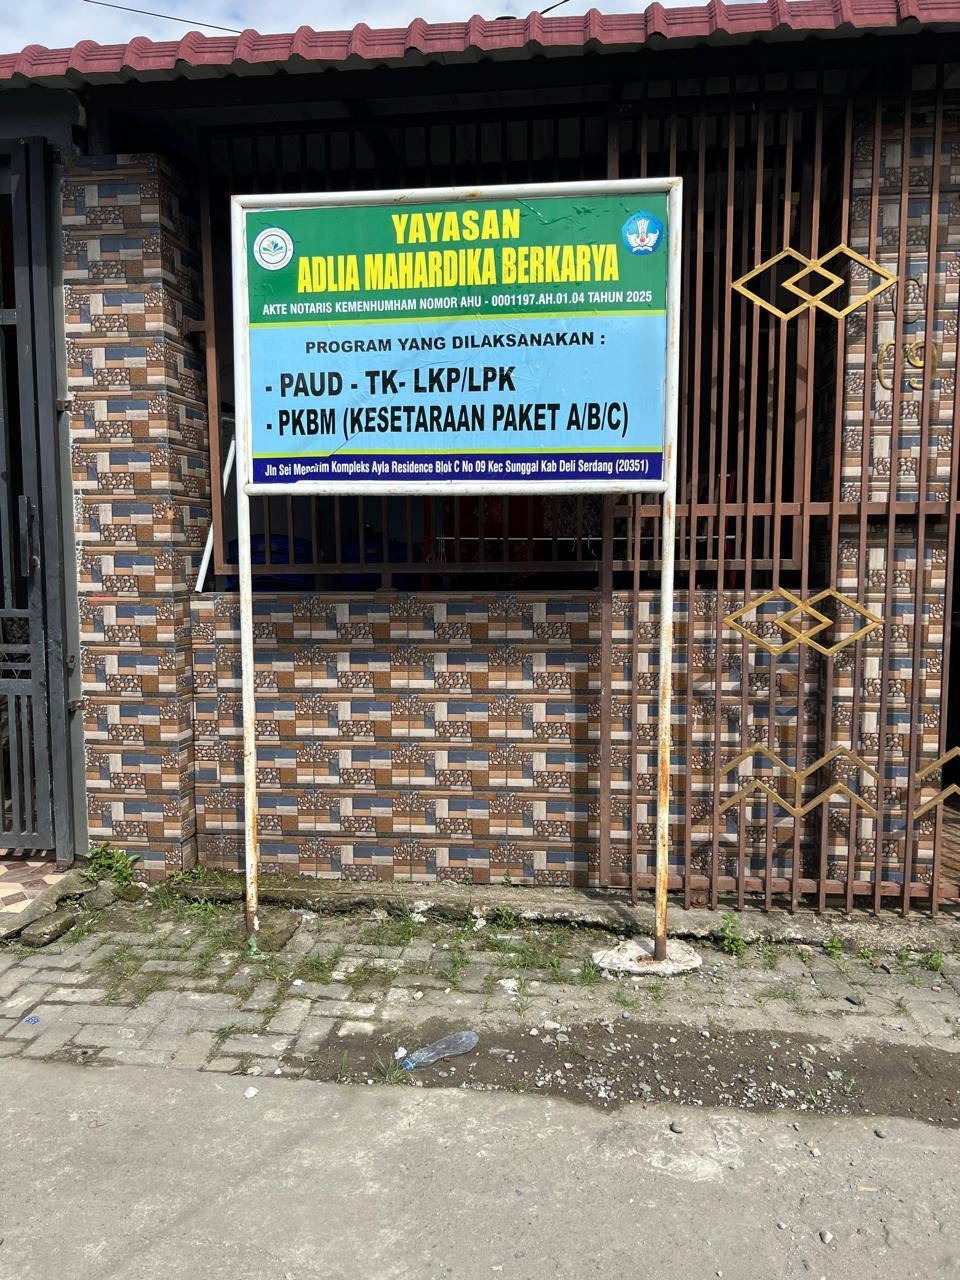 YAYASAN
ADLIA MAHARDIKA BERKARYA
AKTE NOTARIS KEMENHUMHAM NOMOR AHU - 0001197.AH.01.04 TAHUN 2025
PROGRAM YANG DILAKSANAKAN :
- PAUD - TK- LKP/LPK
- PKBM (KESETARAAN PAKET A/B/C)
Jln Sei Mencirim Kompleks Ayla Residence Blok C No 09 Kec Sunggal Kab Deli Serdang (20351)
C
09